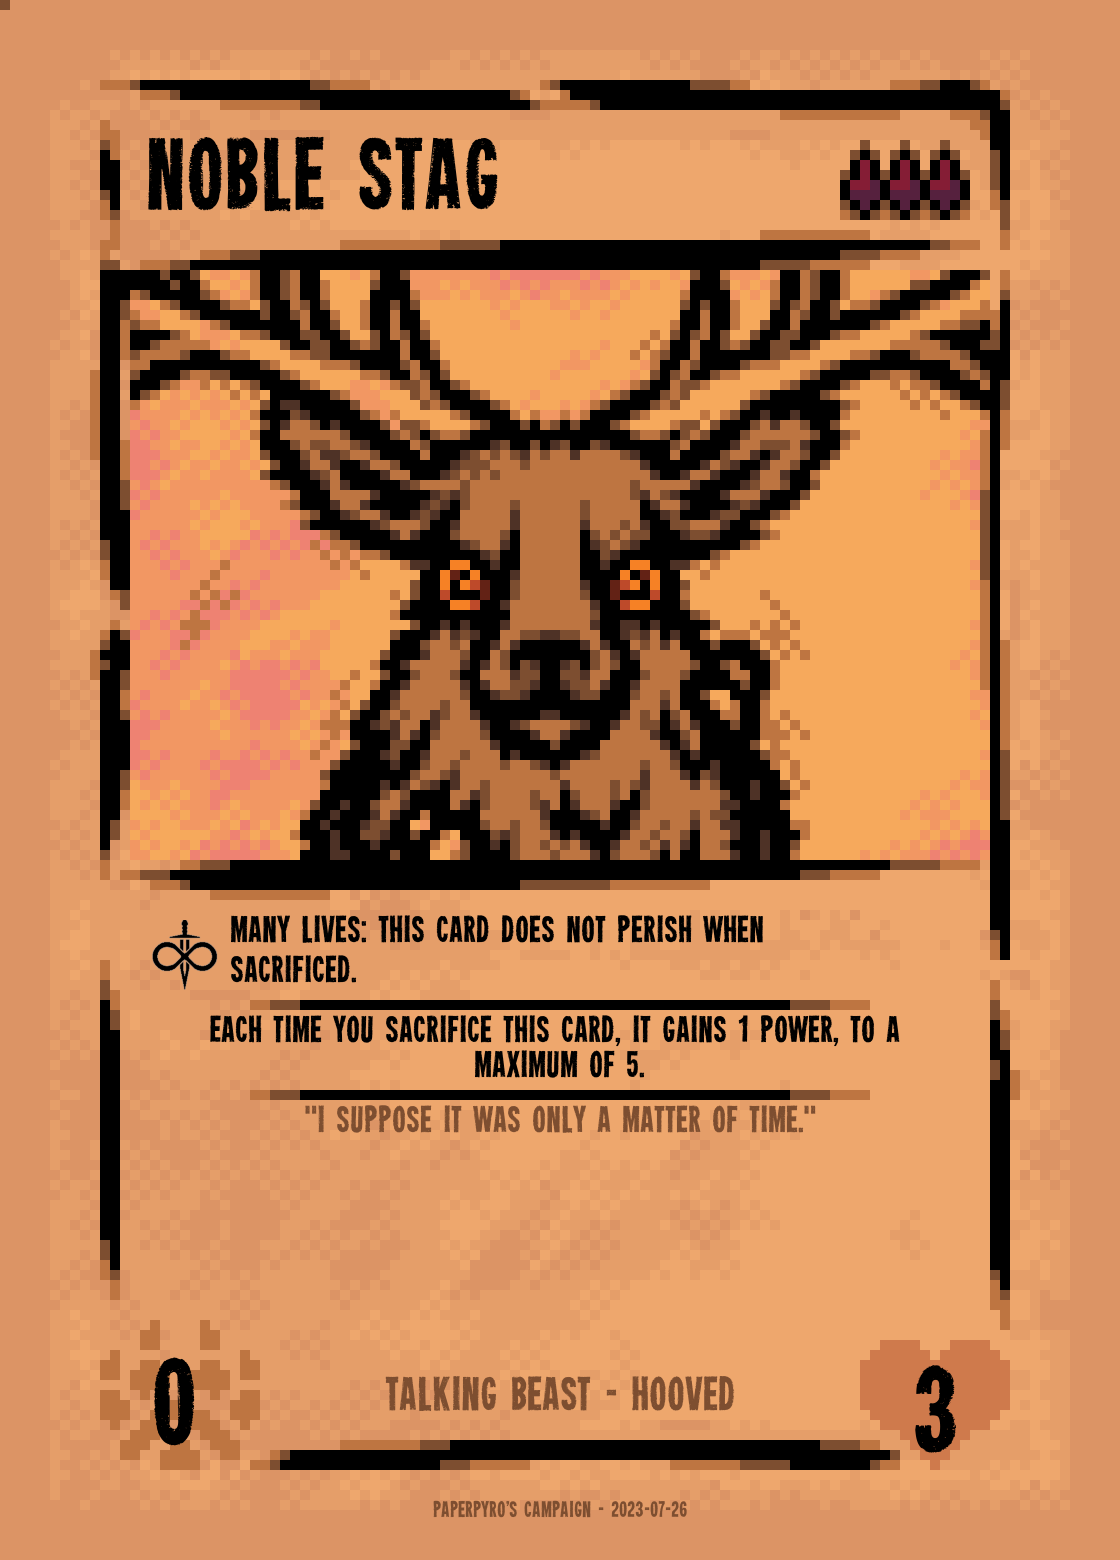 NOBLE STAG
MANY LIVES: THIS CARD DOES NOT PERISH WHEN
SACRIFICED.
EACH TIME YOU SACRIFICE THIS CARD, IT GAINS 1 POWER, TO A
MAXIMUM OF 5.
"I SUPPOSE IT WAS ONLY A MATTER OF TIME."
0
TALKING BEAST - HOOVED
3
PAPERPYRO'S CAMPAIGN - 2023-07-26